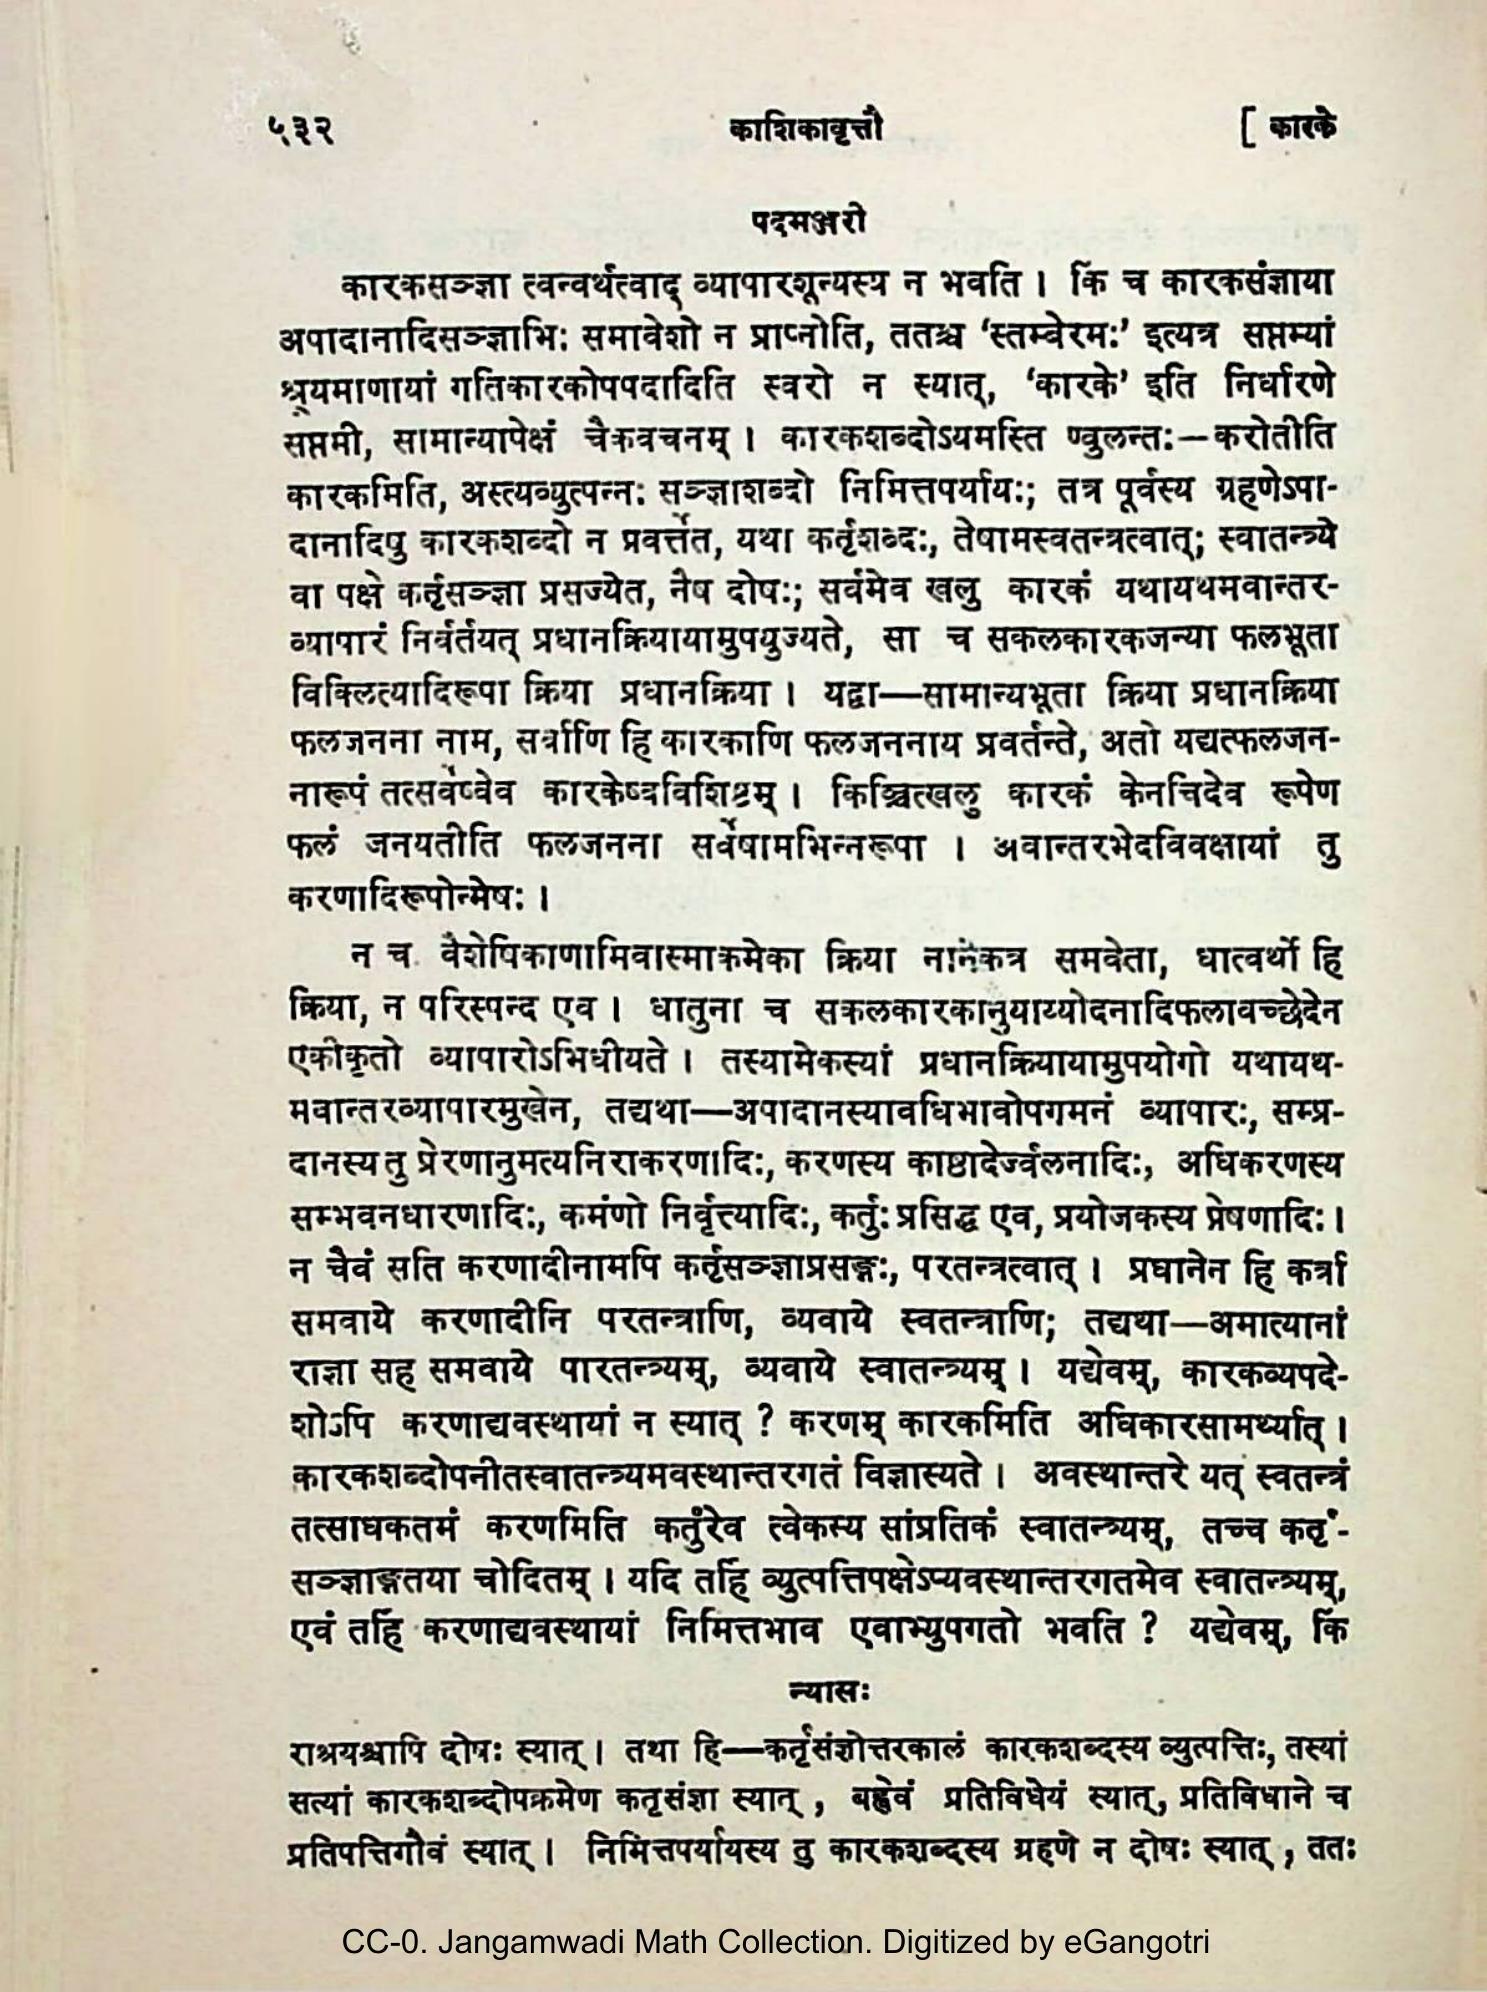 ५३२ काशिकावृत्तौ [ कारके
पदमञ्जरी
कारकसञ्ज्ञा त्वन्वर्थत्वाद् व्यापारशून्यस्य न भवति । किं च कारकसंज्ञाया
अपादानादिसञ्ज्ञाभिः समावेशो न प्राप्नोति, ततश्च ‘स्तम्बेरमः’ इत्यत्र सप्तम्यां
श्रूयमाणायां गतिकारकोपपदादिति स्वरो न स्यात्, ‘कारके’ इति निर्धारणे
सप्तमी, सामान्यापेक्षं चैकवचनम् । कारकशब्दोऽयमस्ति ण्वुलन्तः—करोतीति
कारकमिति, अस्त्यव्युत्पन्नः सञ्ज्ञाशब्दो निमित्तपर्यायः; तत्र पूर्वस्य ग्रहणेऽपा-
दानादिषु कारकशब्दो न प्रवर्त्तेत, यथा कर्तृशब्दः, तेषामस्वतन्त्रत्वात्; स्वातन्त्र्ये
वा पक्षे कर्तृसञ्ज्ञा प्रसज्येत, नैष दोषः; सर्वमेव खलु कारकं यथायथमवान्तर-
व्यापारं निर्वर्तयत् प्रधानक्रियायामुपयुज्यते, सा च सकलकारकजन्या फलभूता
विक्लित्यादिरूपा क्रिया प्रधानक्रिया । यद्वा—सामान्यभूता क्रिया प्रधानक्रिया
फलजनना नाम, सर्वाणि हि कारकाणि फलजननाय प्रवर्तन्ते, अतो यद्यत्फलजन-
नारूपं तत्सर्वेष्वेव कारकेष्वविशिष्टम् । किञ्चित्खलु कारकं केनचिदेव रूपेण
फलं जनयतीति फलजनना सर्वेषामभिन्नरूपा । अवान्तरभेदविवक्षायां तु
करणादिरूपोन्मेषः ।
न च वैशेषिकाणामिवास्माकमेका क्रिया नानेकत्र समवेता, धात्वर्थो हि
क्रिया, न परिस्पन्द एव । धातुना च सकलकारकानुयाय्योदनादिफलावच्छेदेन
एकीकृतो व्यापारोऽभिधीयते । तस्यामेकस्यां प्रधानक्रियायामुपयोगो यथायथ-
मवान्तरव्यापारमुखेन, तद्यथा—अपादानस्यावधिभावोपगमनं व्यापारः, सम्प्र-
दानस्य तु प्रेरणानुमत्यनिराकरणादिः, करणस्य काष्ठादेर्ज्वलनादिः, अधिकरणस्य
सम्भवनधारणादिः, कर्मणो निर्वृत्त्यादिः, कर्तुः प्रसिद्ध एव, प्रयोजकस्य प्रेषणादिः ।
न चैवं सति करणादीनामपि कर्तृसञ्ज्ञाप्रसङ्गः, परतन्त्रत्वात् । प्रधानेन हि कर्त्रा
समवाये करणादीनि परतन्त्राणि, व्यवाये स्वतन्त्राणि; तद्यथा—अमात्यानां
राज्ञा सह समवाये पारतन्त्र्यम्, व्यवाये स्वातन्त्र्यम् । यद्येवम्, कारकव्यपदे-
शोऽपि करणाद्यवस्थायां न स्यात् ? करणम् कारकमिति अधिकारसामर्थ्यात् ।
कारकशब्दोपनीतस्वातन्त्र्यमवस्थान्तरगतं विज्ञास्यते । अवस्थान्तरे यत् स्वतन्त्रं
तत्साधकतमं करणमिति कर्तुरेव त्वेकस्य सांप्रतिकं स्वातन्त्र्यम्, तच्च कर्तृ-
सञ्ज्ञाङ्गतया चोदितम् । यदि तर्हि व्युत्पत्तिपक्षेऽप्यवस्थान्तरगतमेव स्वातन्त्र्यम्,
एवं तर्हि करणाद्यवस्थायां निमित्तभाव एवाभ्युपगतो भवति ? यद्येवम्, किं
न्यासः
राश्रयश्चापि दोषः स्यात् । तथा हि—कर्तृसंज्ञोत्तरकालं कारकशब्दस्य व्युत्पत्तिः, तस्यां
सत्यां कारकशब्दोपक्रमेण कतृसंज्ञा स्यात् , बह्वेवं प्रतिविधेयं स्यात्, प्रतिविधाने च
प्रतिपत्तिगौवं स्यात् । निमित्तपर्यायस्य तु कारकशब्दस्य ग्रहणे न दोषः स्यात् , ततः
CC-0. Jangamwadi Math Collection. Digitized by eGangotri